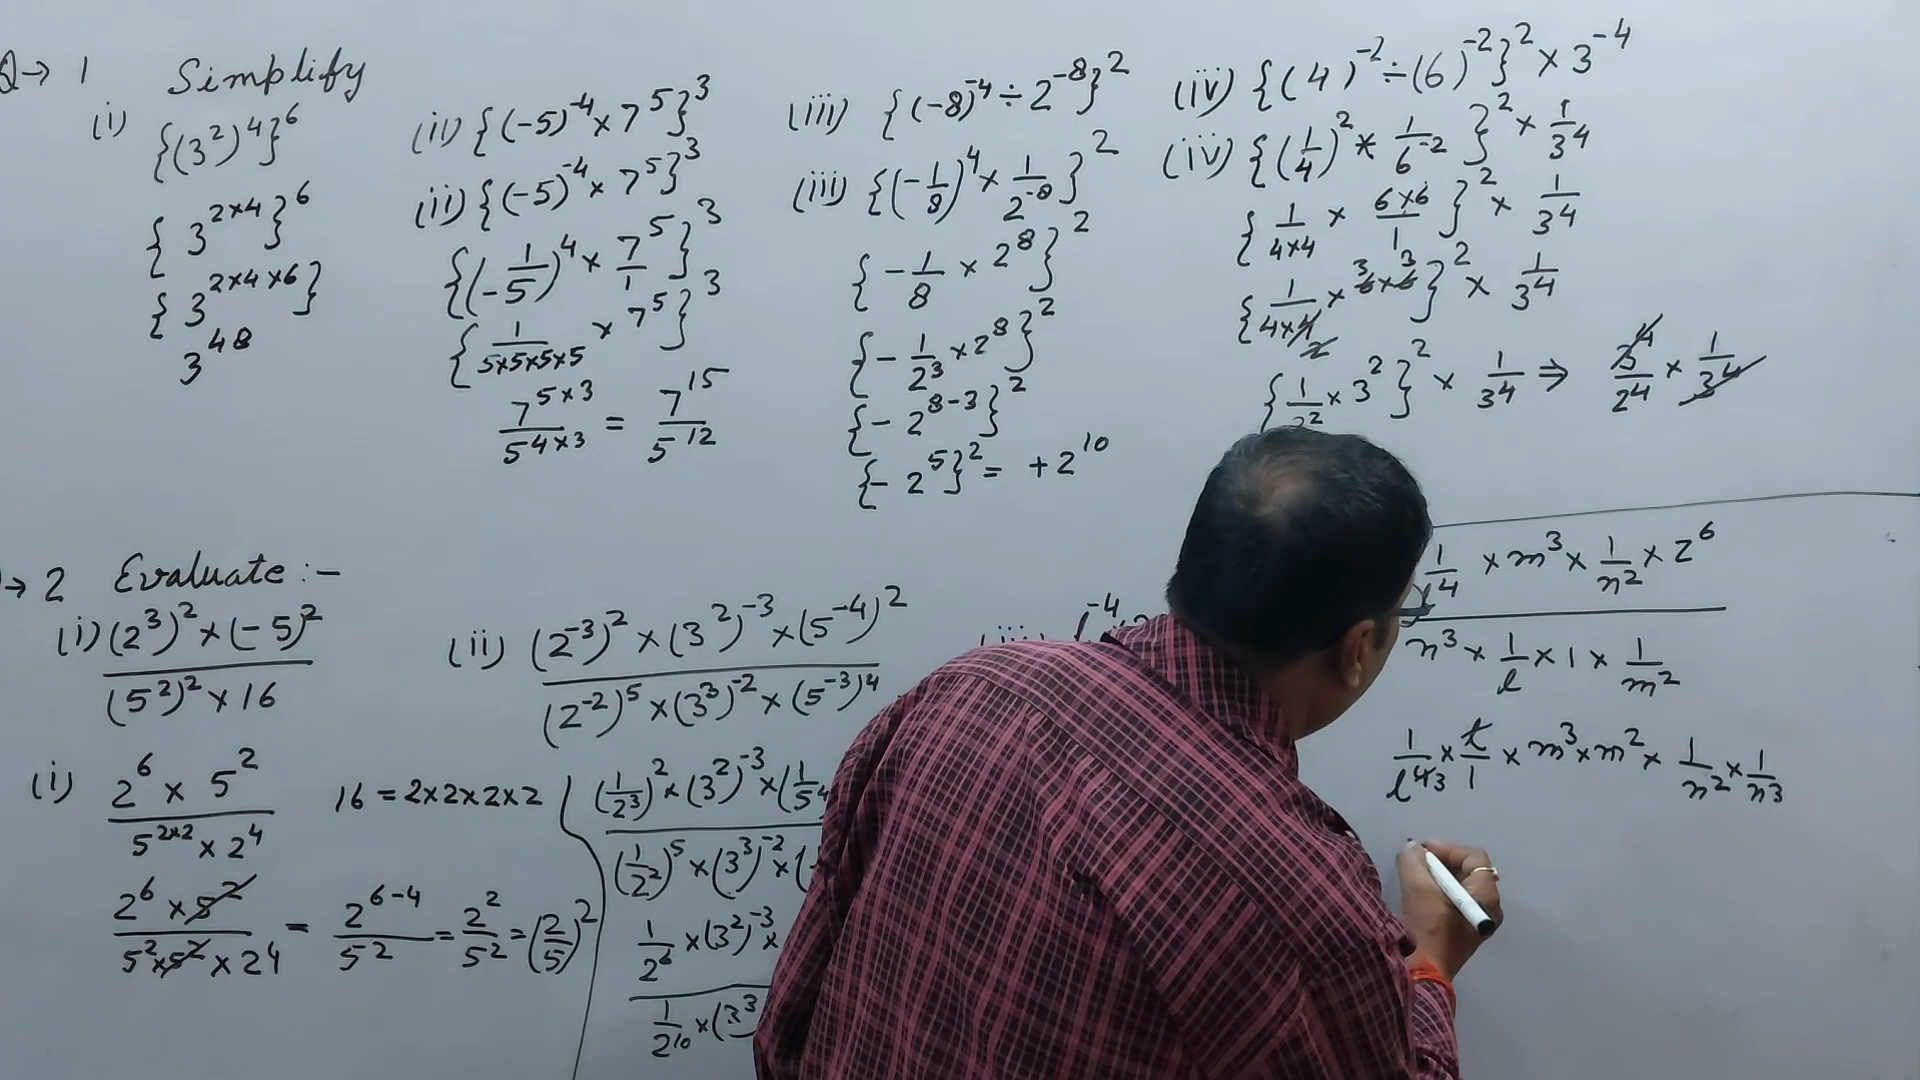 Q→ 1 Simplify
(i) {(3²)⁴}⁶
{3^(2×4)}⁶
{3^(2×4×6)}
3⁴⁸
(ii) {(-5)⁻⁴ × 7⁵}³
(ii) {(-5)⁻⁴ × 7⁵}³
{(-1/5)⁴ × 7⁵/1}³
{1/(5×5×5×5) × 7⁵}³
7^(5×3)/5^(4×3) = 7¹⁵/5¹²
(iii) {(-8)⁻⁴ ÷ 2⁻⁸}²
(iii) {(-1/8)⁴ × 1/2⁻⁸}²
{-1/8 × 2⁸}²
{-1/2³ × 2⁸}²
{-2^(8-3)}²
{-2⁵}² = +2¹⁰
(iv) {(4)⁻² ÷ (6)⁻²}² × 3⁻⁴
(iv) {(1/4)² × 1/6⁻²}² × 1/3⁴
{1/(4×4) × (6×6)/1}² × 1/3⁴
{1/(4×4) × 6×6}² × 1/3⁴
3 3
2
{1/2² × 3²}² × 1/3⁴ ⇒ 3⁴/2⁴ × 1/3⁴
→ 2 Evaluate :-
(i) (2³)² × (-5)²
(5²)² × 16
(i) 2⁶ × 5²
5^(2×2) × 2⁴
16 = 2×2×2×2
2⁶ × 5² / 5² × 5² × 2⁴ = 2^(6-4)/5² = 2²/5² = (2/5)²
(ii) (2⁻³)² × (3²)⁻³ × (5⁻⁴)²
(2⁻²)⁵ × (3³)⁻² × (5⁻³)⁴
(1/2³)² × (3²)⁻³ × (1/5⁴
(1/2²)⁵ × (3³)⁻² × (
1/2⁶ × (3²)⁻³ ×
1/2¹⁰ × (3³
1/l⁴ × m³ × 1/n² × 2⁶
n³ × 1/l × 1 × 1/m²
1/l⁴ ³ × l/1 × m³ × m² × 1/n² × 1/n³